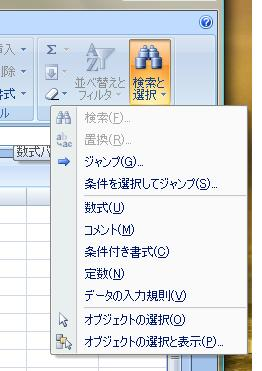 挿入
Σ
削除
書式
並べ替えと
フィルタ
検索と
選択
ル
数式バ
検索(F)...
置換(R)...
ジャンプ(G)...
条件を選択してジャンプ(S)...
数式(U)
コメント(M)
条件付き書式(C)
定数(N)
データの入力規則(V)
オブジェクトの選択(O)
オブジェクトの選択と表示(P)...